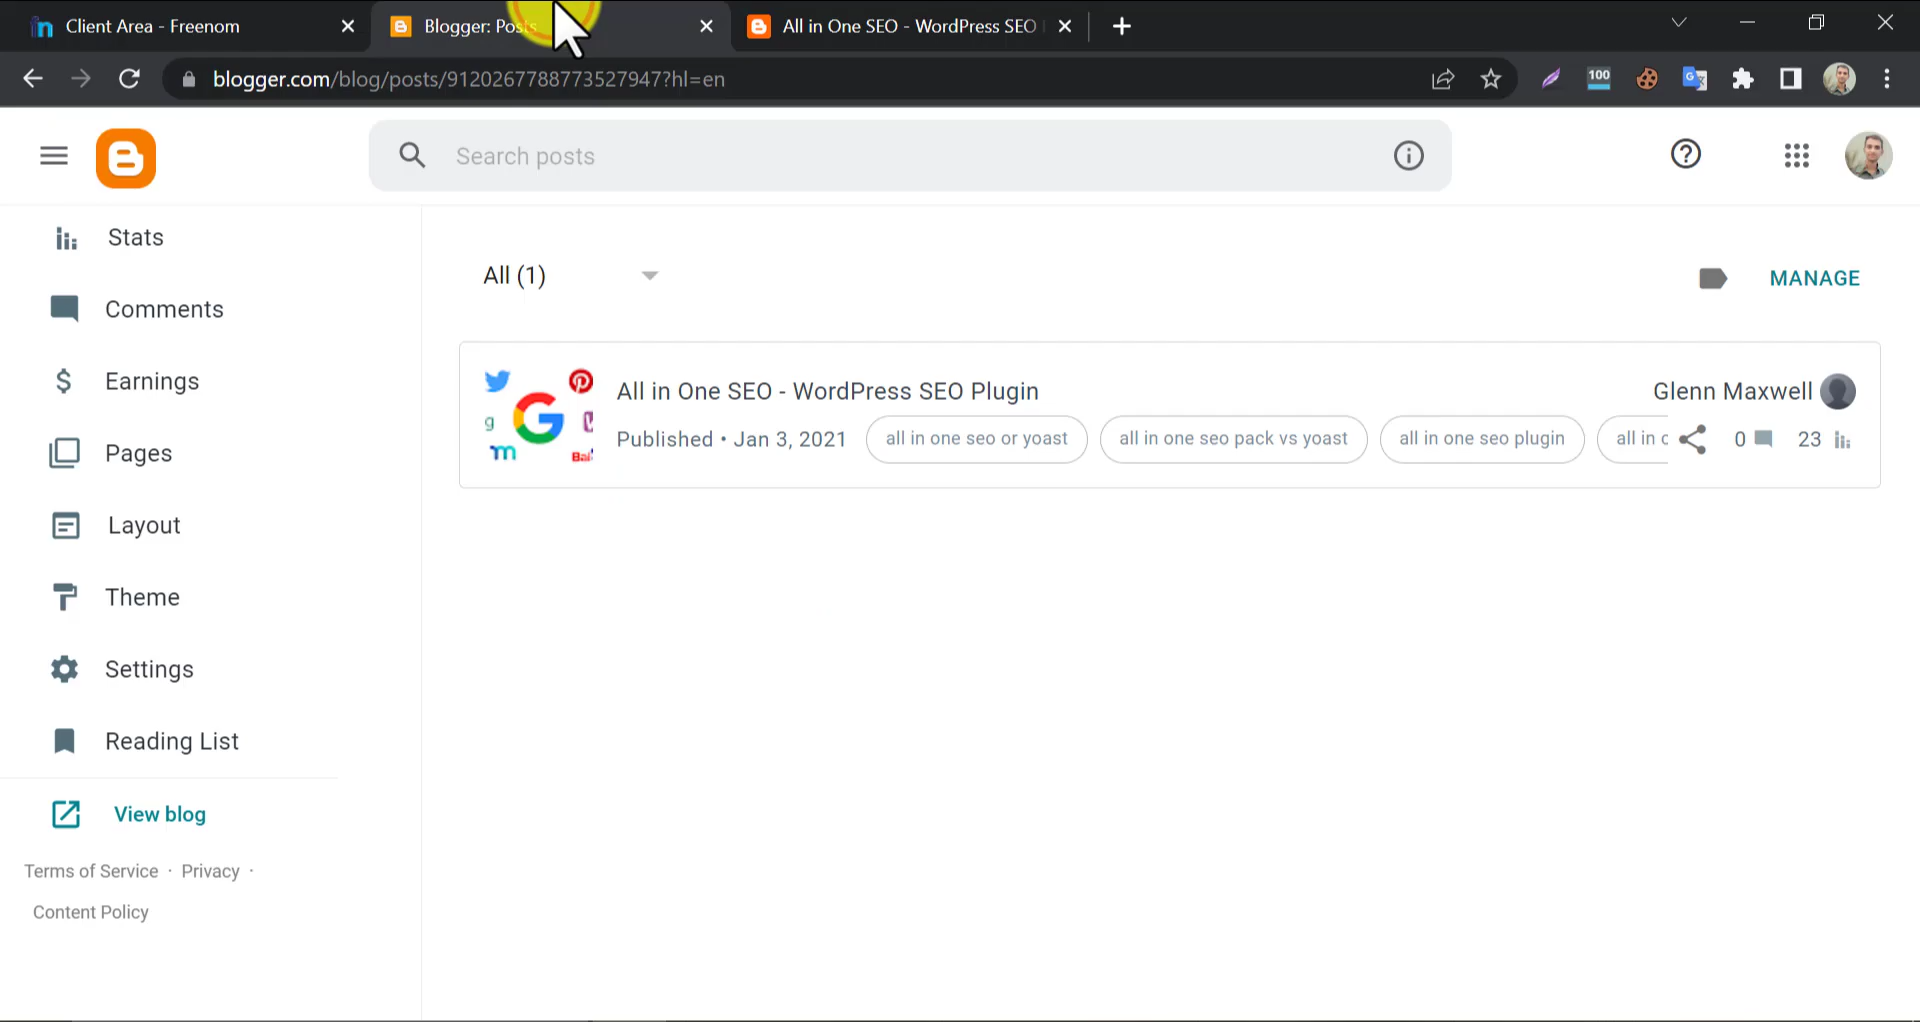 Client Area - Freenom
Blogger: Posts
All in One SEO - WordPress SEO
blogger.com/blog/posts/9120267788773527947?hl=en
100
Search posts
Stats
Comments
Earnings
Pages
Layout
Theme
Settings
Reading List
View blog
Terms of Service · Privacy ·
Content Policy
All (1)
MANAGE
All in One SEO - WordPress SEO Plugin
Glenn Maxwell
Published • Jan 3, 2021
all in one seo or yoast
all in one seo pack vs yoast
all in one seo plugin
all in
0
23